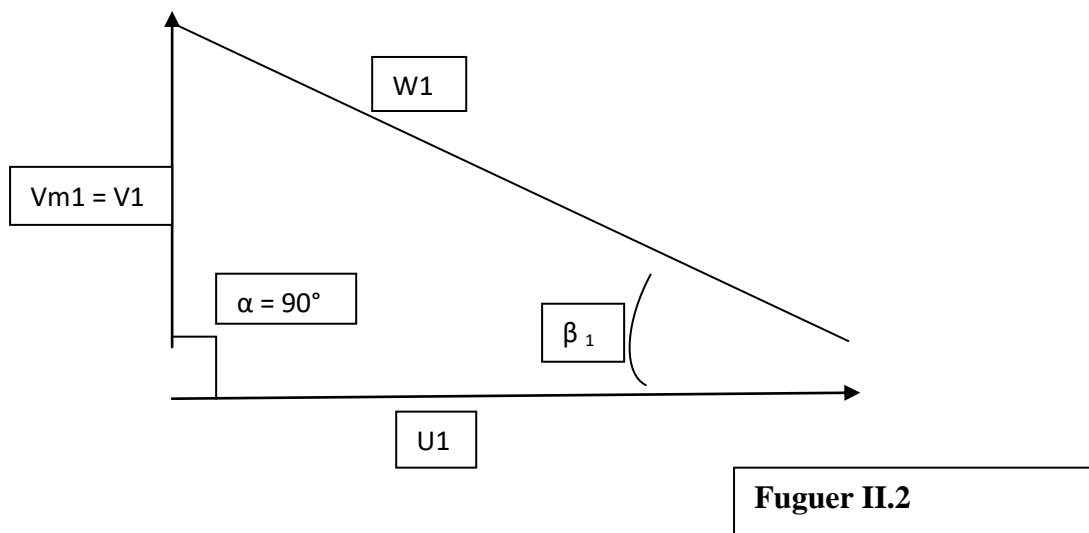 W1
Vm1 = V1
α = 90°
β 1
U1
Fuguer II.2